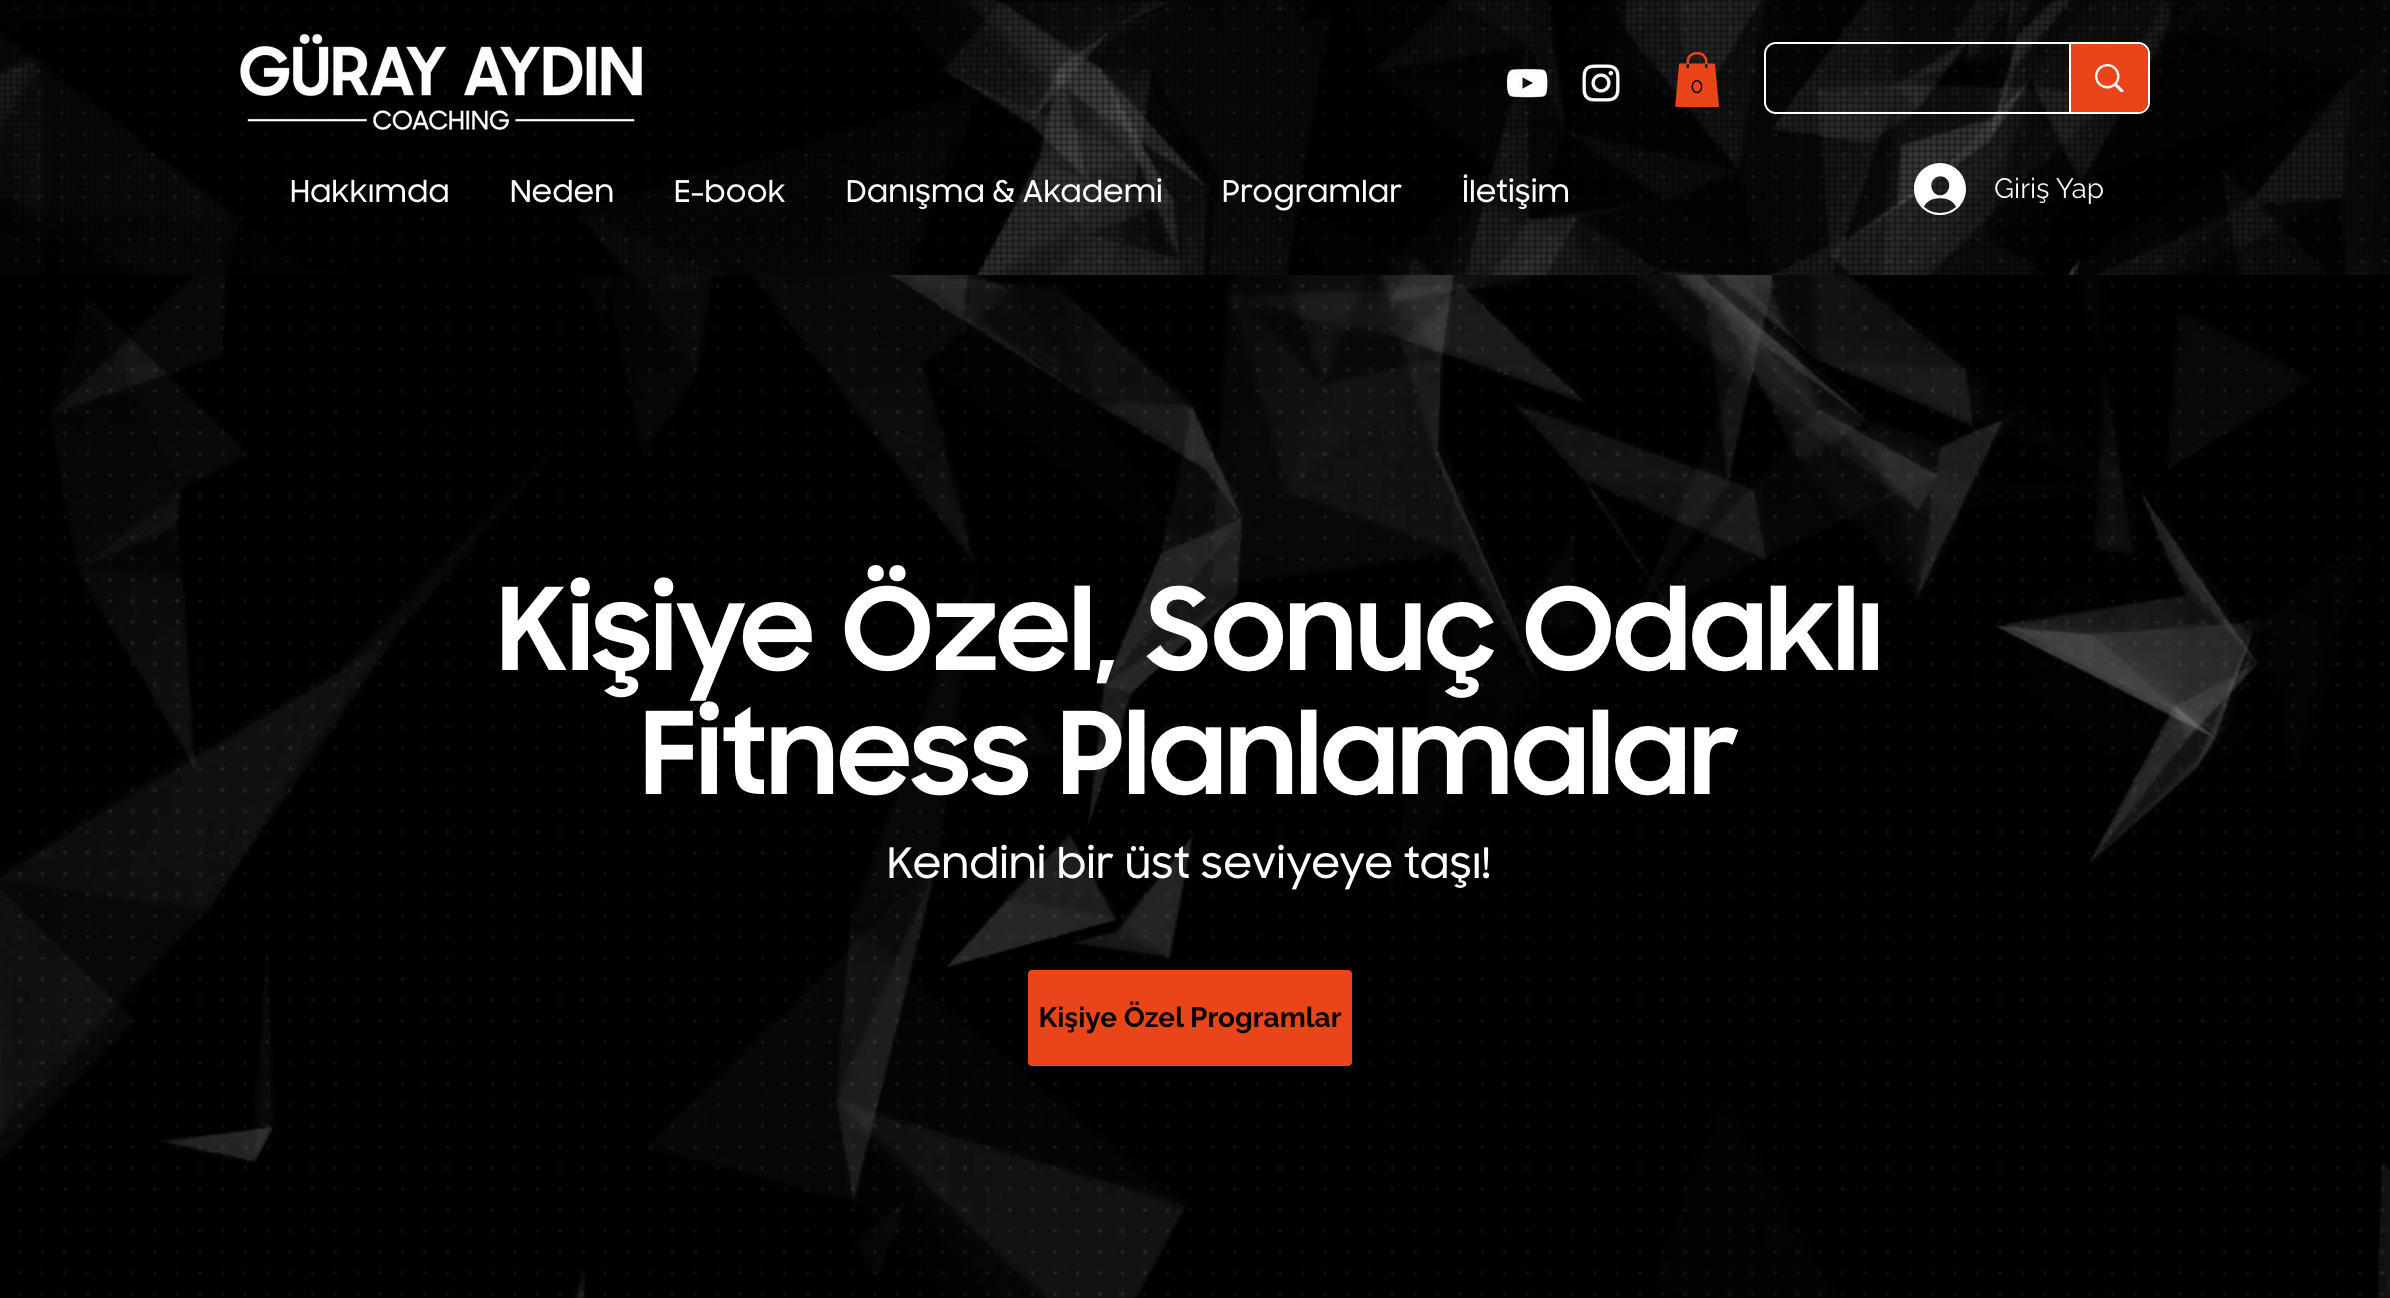 GÜRAY AYDIN
COACHING
0
Hakkımda Neden E-book Danışma & Akademi Programlar İletişim Giriş Yap
Kişiye Özel, Sonuç Odaklı
Fitness Planlamalar
Kendini bir üst seviyeye taşı!
Kişiye Özel Programlar